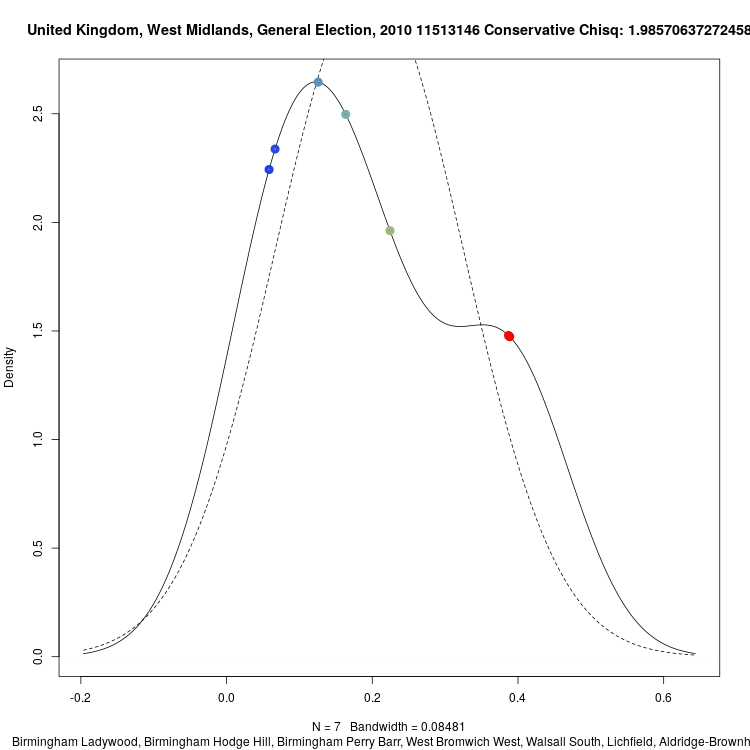 United Kingdom, West Midlands, General Election, 2010 11513146 Conservative Chisq: 1.98570637272458
Density
2.5
2.0
1.5
1.0
0.5
0.0
-0.2 0.0 0.2 0.4 0.6
N = 7 Bandwidth = 0.08481
Birmingham Ladywood, Birmingham Hodge Hill, Birmingham Perry Barr, West Bromwich West, Walsall South, Lichfield, Aldridge-Brownh